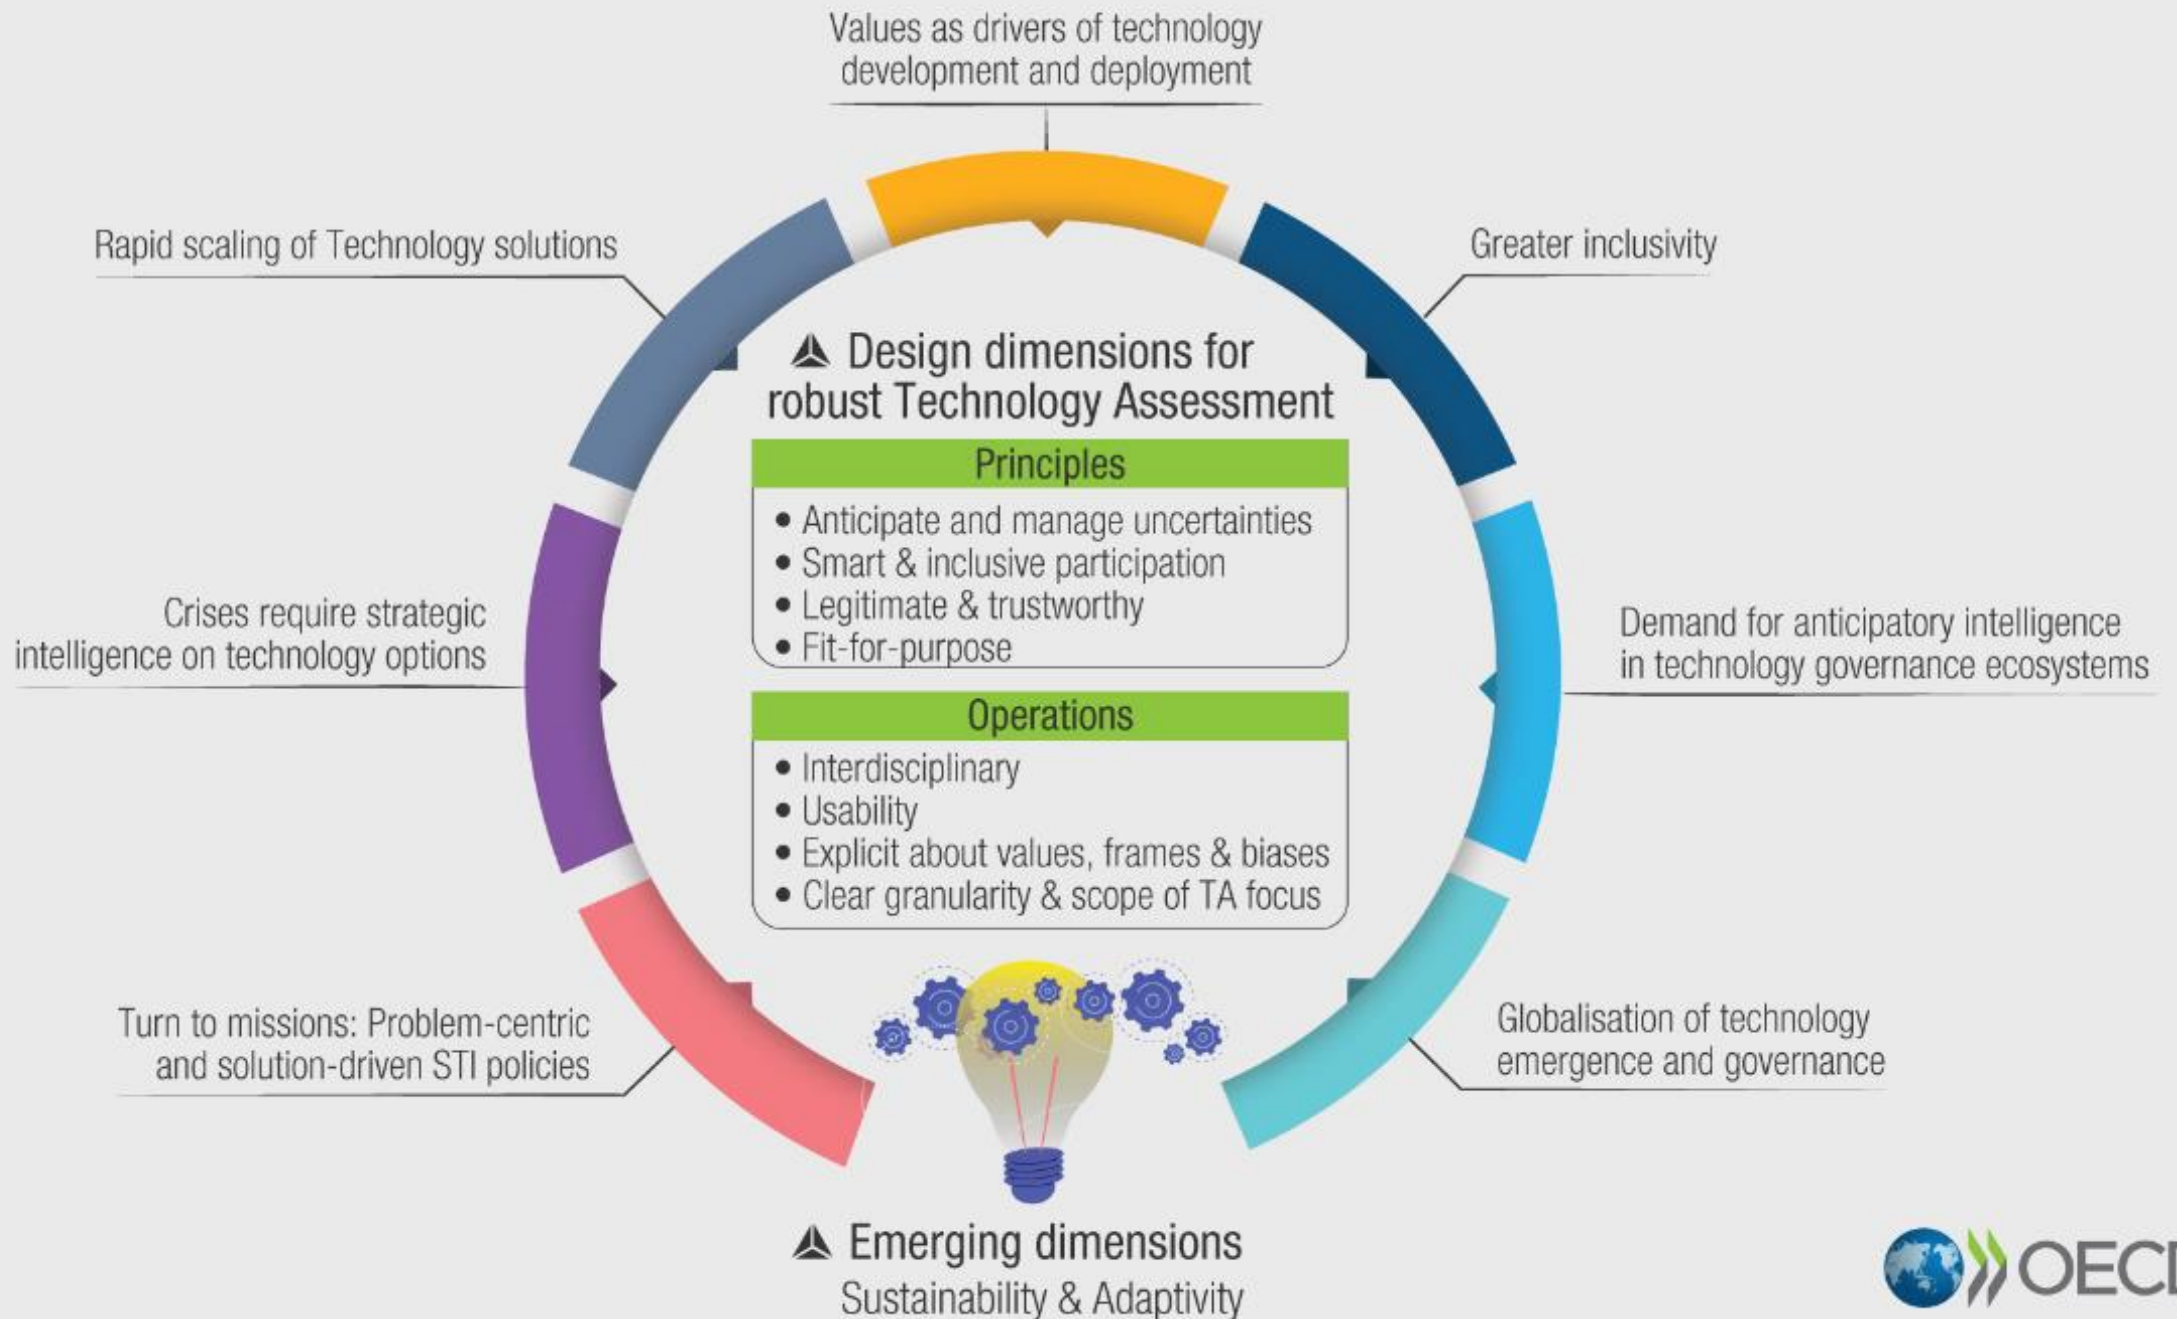 Values as drivers of technology
development and deployment
Rapid scaling of Technology solutions
Greater inclusivity
Design dimensions for
robust Technology Assessment
Principles
• Anticipate and manage uncertainties
• Smart & inclusive participation
• Legitimate & trustworthy
• Fit-for-purpose
Crises require strategic
intelligence on technology options
Demand for anticipatory intelligence
in technology governance ecosystems
Operations
• Interdisciplinary
• Usability
• Explicit about values, frames & biases
• Clear granularity & scope of TA focus
Turn to missions: Problem-centric
and solution-driven STI policies
Globalisation of technology
emergence and governance
Emerging dimensions
Sustainability & Adaptivity
OECD